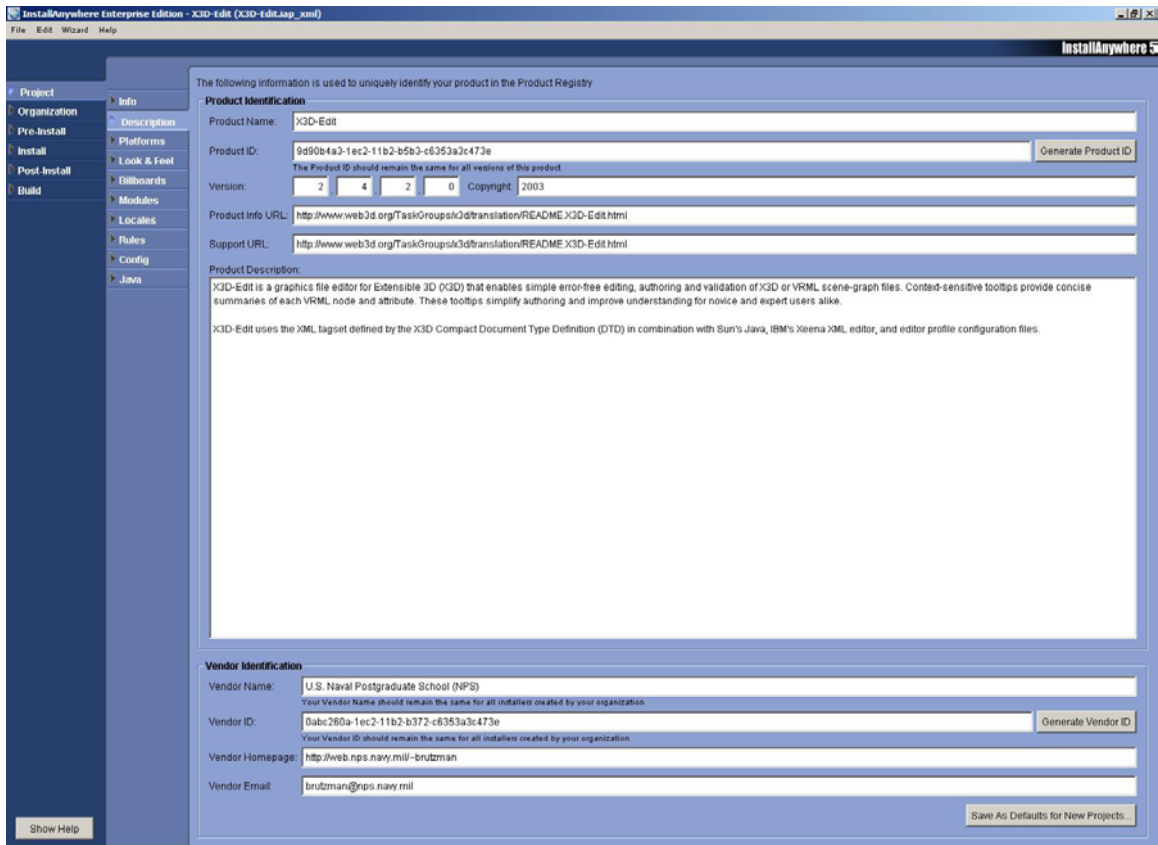 InstallAnywhere Enterprise Edition - X3D-Edit (X3D-Edit.iap_xml)
File Edit Wizard Help
InstallAnywhere 5
Project
Organization
Pre-Install
Install
Post-Install
Build
Info
Description
Platforms
Look & Feel
Billboards
Modules
Locales
Rules
Config
Java
The following information is used to uniquely identify your product in the Product Registry
Product Identification
Product Name: X3D-Edit
Product ID: 9d90b4a3-1ec2-11b2-b5b3-c6353a3c473e Generate Product ID
The Product ID should remain the same for all versions of this product
Version: 2 . 4 . 2 . 0 Copyright: 2003
Product Info URL: http://www.web3d.org/TaskGroups/x3d/translation/README.X3D-Edit.html
Support URL: http://www.web3d.org/TaskGroups/x3d/translation/README.X3D-Edit.html
Product Description:
X3D-Edit is a graphics file editor for Extensible 3D (X3D) that enables simple error-free editing, authoring and validation of X3D or VRML scene-graph files. Context-sensitive tooltips provide concise
summaries of each VRML node and attribute. These tooltips simplify authoring and improve understanding for novice and expert users alike.
X3D-Edit uses the XML tagset defined by the X3D Compact Document Type Definition (DTD) in combination with Sun's Java, IBM's Xeena XML editor, and editor profile configuration files.
Vendor Identification
Vendor Name: U.S. Naval Postgraduate School (NPS)
Your Vendor Name should remain the same for all installers created by your organization
Vendor ID: 0abc260a-1ec2-11b2-b372-c6353a3c473e Generate Vendor ID
Your Vendor ID should remain the same for all installers created by your organization
Vendor Homepage: http://web.nps.navy.mil/~brutzman
Vendor Email: brutzman@nps.navy.mil
Save As Defaults for New Projects...
Show Help